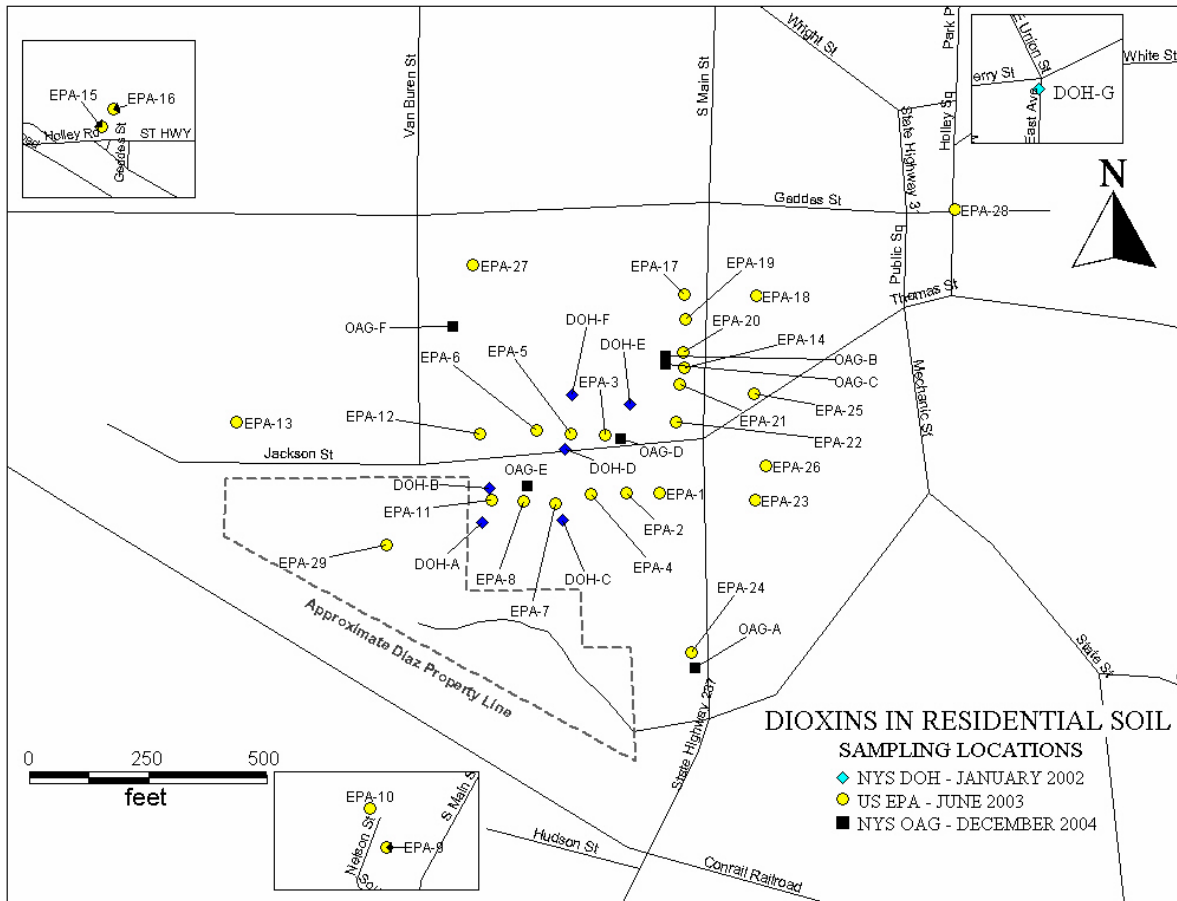 Van Buren St
S Main St
Wright St
Park P
Holley Sq
State Highway 3
Public Sq
Thomas St
Gaddas St
Mechanic St
EPA-15
EPA-16
Holley Rd
ST HWY
Geddes St
E Union St
White St
erry St
East Ave
DOH-G
N
EPA-28
EPA-27
EPA-17
EPA-19
EPA-18
OAG-F
DOH-F
EPA-20
EPA-14
EPA-6
EPA-5
DOH-E
OAG-B
EPA-3
OAG-C
EPA-13
EPA-12
EPA-21
EPA-25
EPA-22
Jackson St
OAG-D
OAG-E
DOH-D
EPA-26
DOH-B
EPA-11
EPA-1
EPA-23
EPA-2
EPA-29
DOH-A
EPA-8
DOH-C
EPA-4
EPA-7
EPA-24
OAG-A
Approximate Diaz Property Line
State Highway 237
State St
DIOXINS IN RESIDENTIAL SOIL
SAMPLING LOCATIONS
NYS DOH - JANUARY 2002
US EPA - JUNE 2003
NYS OAG - DECEMBER 2004
0 250 500
feet
EPA-10
EPA-9
Nelson St
S Main S
Hudson St
Conrail Railroad